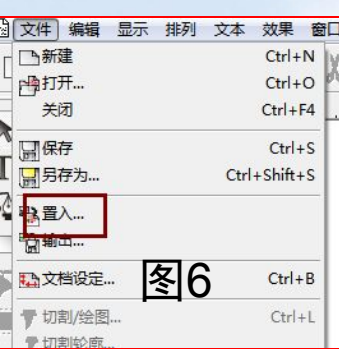 文件 编辑 显示 排列 文本 效果 窗口
新建 Ctrl+N
打开... Ctrl+O
关闭 Ctrl+F4
保存 Ctrl+S
另存为... Ctrl+Shift+S
置入...
输出...
文档设定... Ctrl+B
图6
切割/绘图... Ctrl+L
切割轮廓...